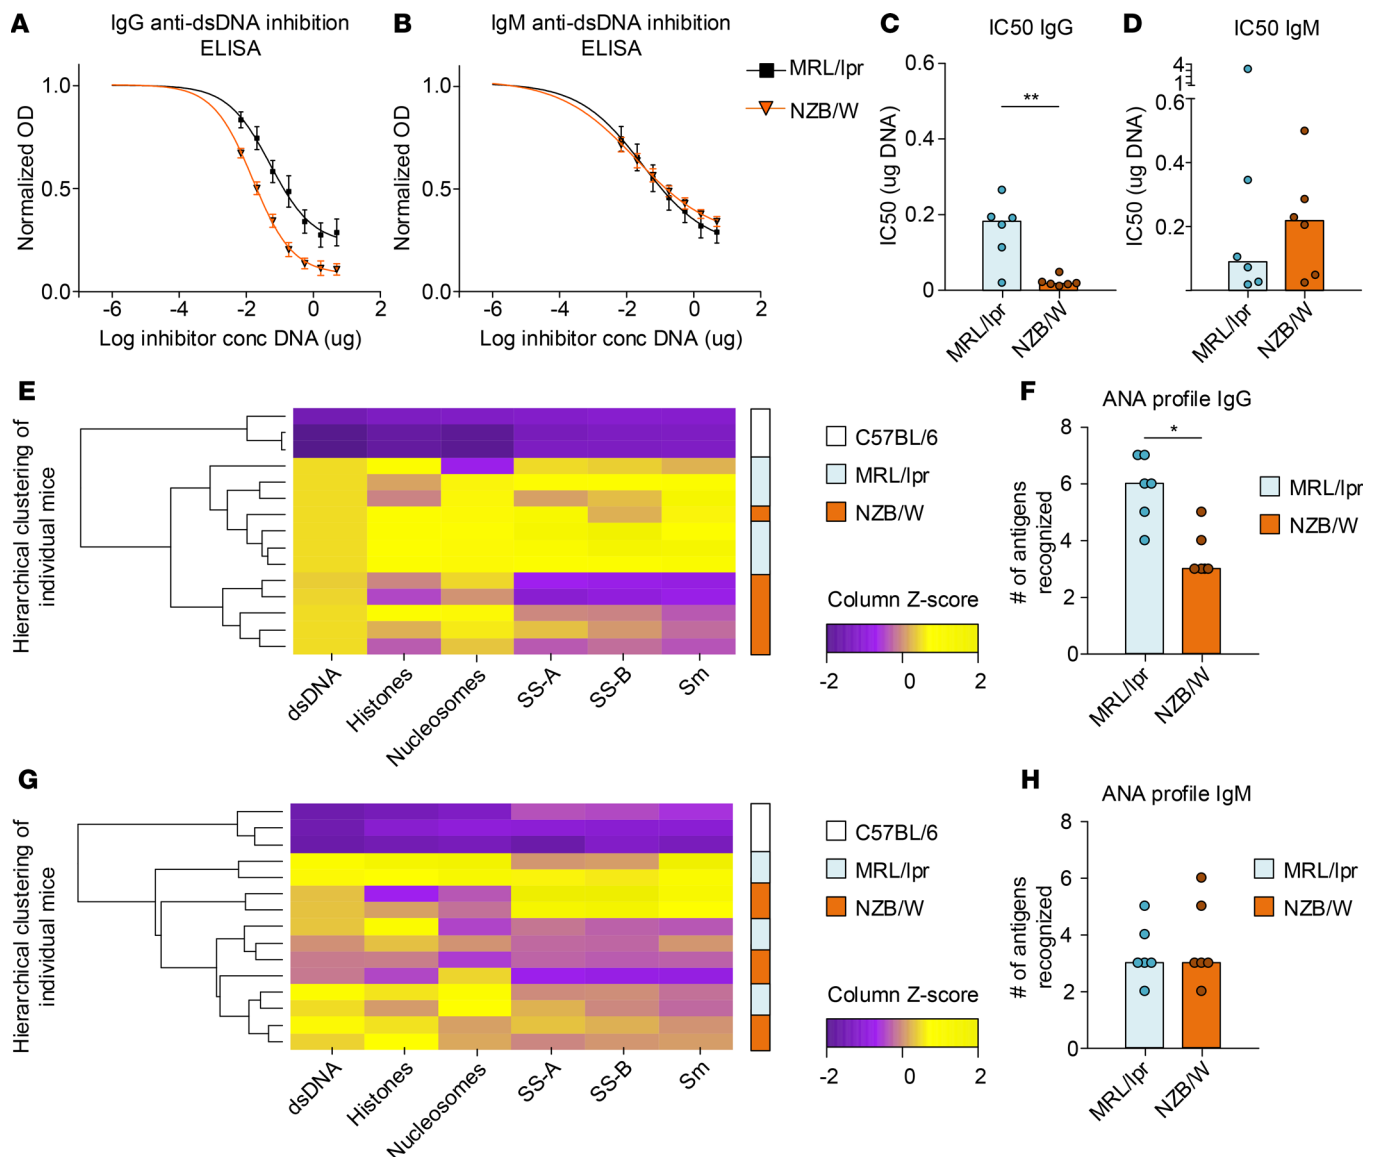 A
IgG anti-dsDNA inhibition
ELISA
1.0
0.5
0.0
Normalized OD
-6
-4
-2
0
2
Log inhibitor conc DNA (ug)
B
IgM anti-dsDNA inhibition
ELISA
1.0
0.5
0.0
Normalized OD
-6
-4
-2
0
2
Log inhibitor conc DNA (ug)
MRL/lpr
NZB/W
C
IC50 IgG
0.6
0.4
0.2
0
IC50 (ug DNA)
**
MRL/lpr
NZB/W
D
IC50 IgM
4
1
0.6
0.4
0.2
IC50 (ug DNA)
MRL/lpr
NZB/W
E
Hierarchical clustering of
individual mice
dsDNA
Histones
Nucleosomes
SS-A
SS-B
Sm
C57BL/6
MRL/lpr
NZB/W
Column Z-score
-2
0
2
F
ANA profile IgG
8
6
4
2
0
# of antigens
recognized
*
MRL/lpr
NZB/W
MRL/lpr
NZB/W
G
Hierarchical clustering of
individual mice
dsDNA
Histones
Nucleosomes
SS-A
SS-B
Sm
C57BL/6
MRL/lpr
NZB/W
Column Z-score
-2
0
2
H
ANA profile IgM
8
6
4
2
0
# of antigens
recognized
MRL/lpr
NZB/W
MRL/lpr
NZB/W